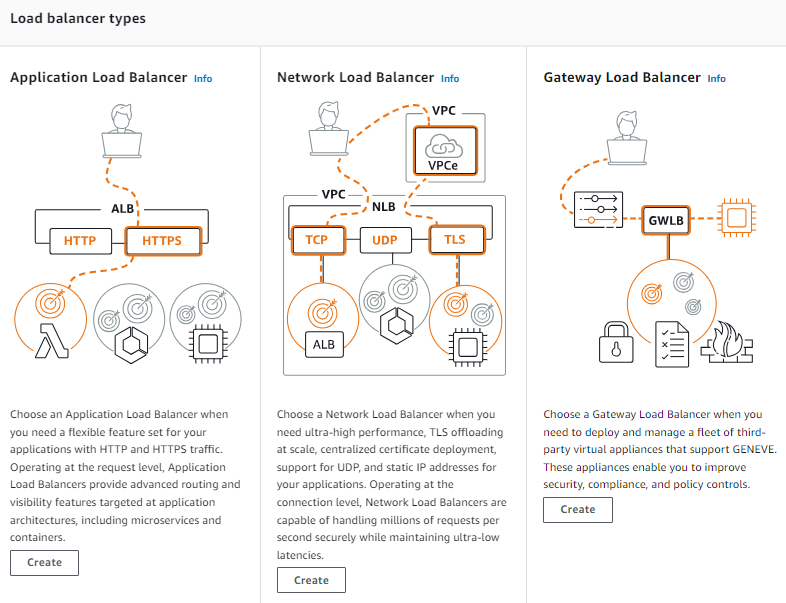 Load balancer types
Application Load Balancer Info
ALB
HTTP
HTTPS
Choose an Application Load Balancer when
you need a flexible feature set for your
applications with HTTP and HTTPS traffic.
Operating at the request level, Application
Load Balancers provide advanced routing and
visibility features targeted at application
architectures, including microservices and
containers.
Create
Network Load Balancer Info
VPC
VPCe
VPC
NLB
TCP
UDP
TLS
ALB
Choose a Network Load Balancer when you
need ultra-high performance, TLS offloading
at scale, centralized certificate deployment,
support for UDP, and static IP addresses for
your applications. Operating at the
connection level, Network Load Balancers are
capable of handling millions of requests per
second securely while maintaining ultra-low
latencies.
Create
Gateway Load Balancer Info
GWLB
Choose a Gateway Load Balancer when you
need to deploy and manage a fleet of third-
party virtual appliances that support GENEVE.
These appliances enable you to improve
security, compliance, and policy controls.
Create